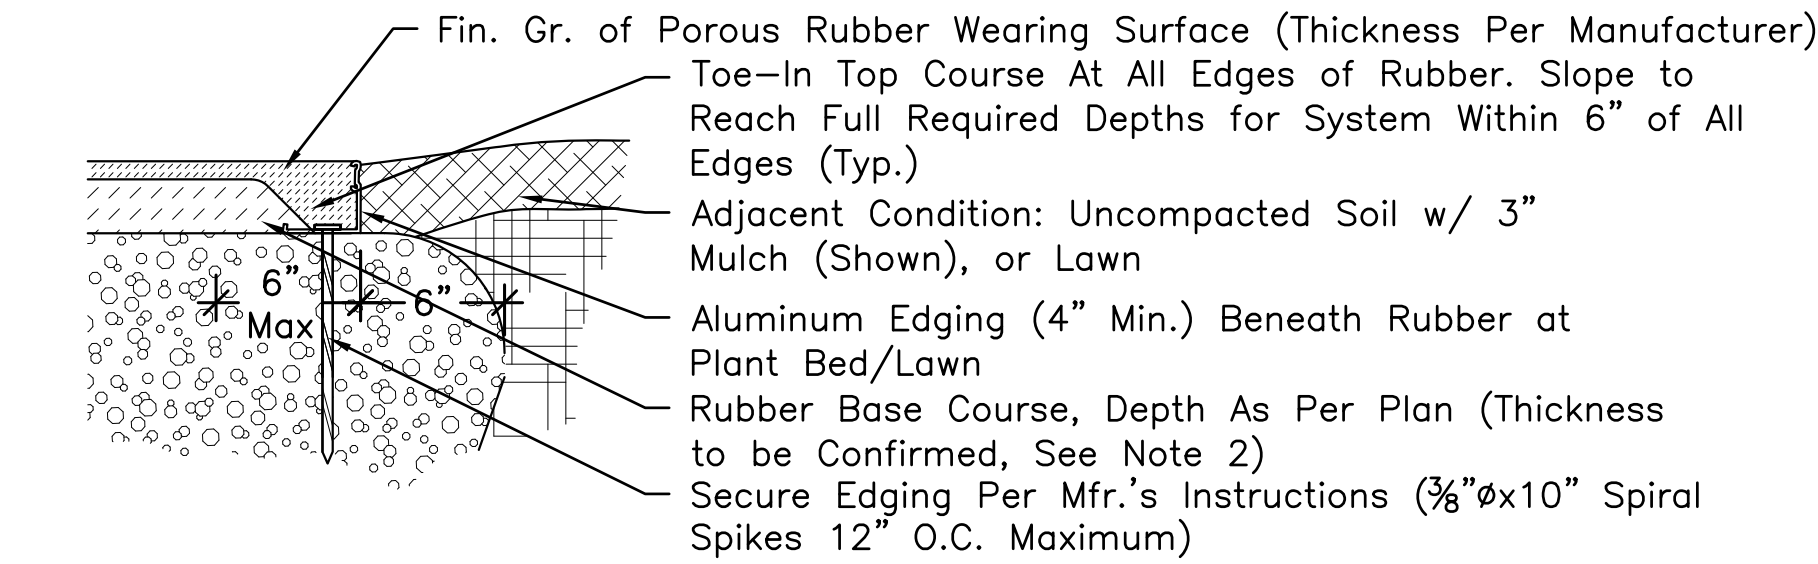 Fin. Gr. of Porous Rubber Wearing Surface (Thickness Per Manufacturer)
Toe-In Top Course At All Edges of Rubber. Slope to
Reach Full Required Depths for System Within 6" of All
Edges (Typ.)
Adjacent Condition: Uncompacted Soil w/ 3"
Mulch (Shown), or Lawn
6"
Max
6"
Aluminum Edging (4" Min.) Beneath Rubber at
Plant Bed/Lawn
Rubber Base Course, Depth As Per Plan (Thickness
to be Confirmed, See Note 2)
Secure Edging Per Mfr.'s Instructions (⅜"øx10" Spiral
Spikes 12" O.C. Maximum)